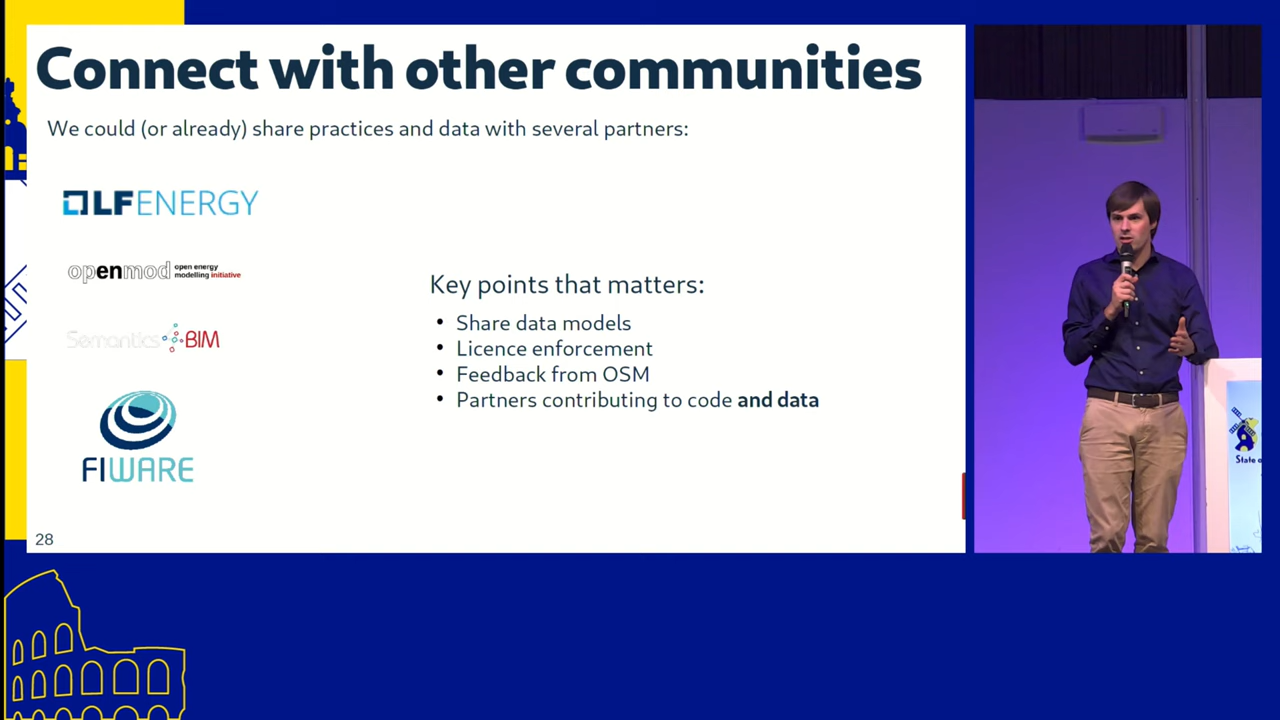 Connect with other communities
We could (or already) share practices and data with several partners:
LF ENERGY
openmod open energy
modelling initiative
Semantics BIM
FIWARE
Key points that matters:
• Share data models
• Licence enforcement
• Feedback from OSM
• Partners contributing to code and data
28
State o